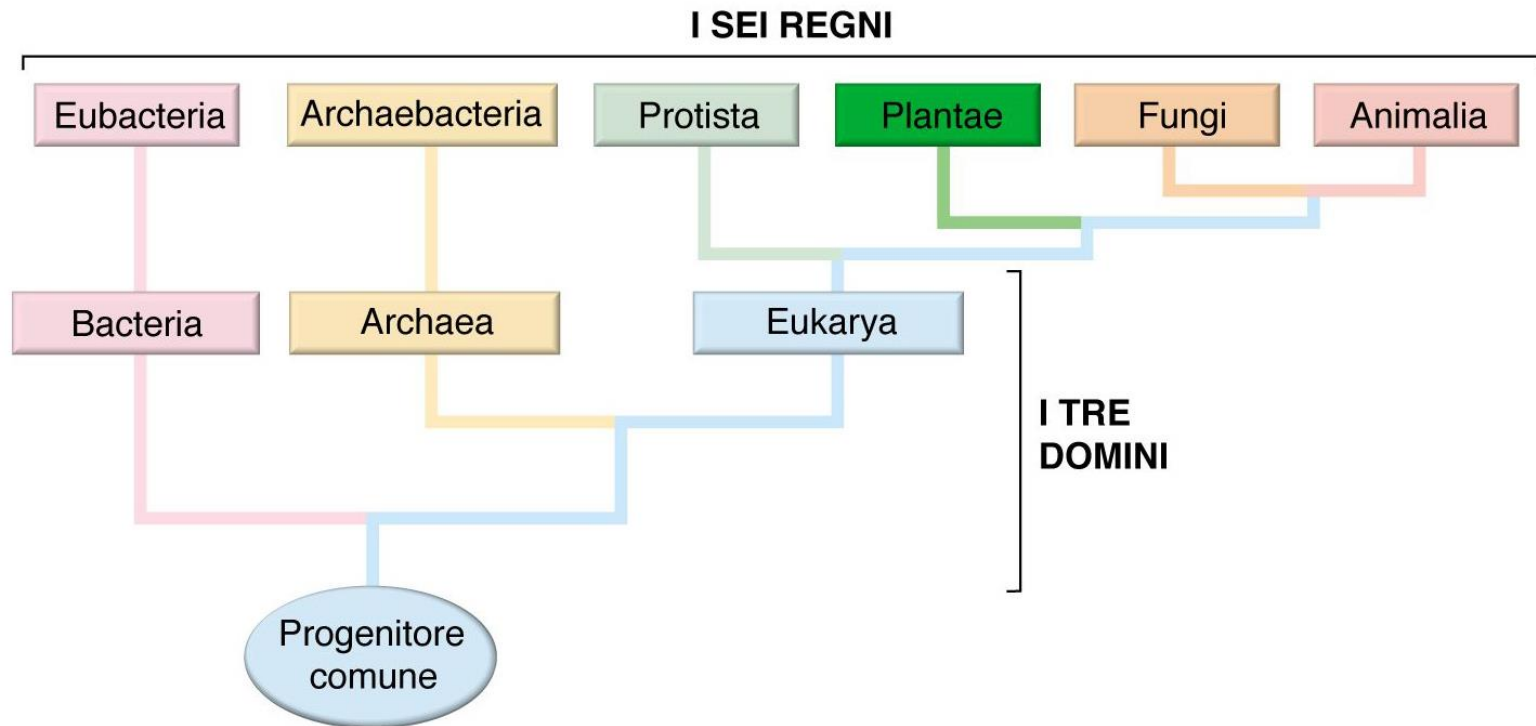 I SEI REGNI
Eubacteria
Archaebacteria
Protista
Plantae
Fungi
Animalia
Bacteria
Archaea
Eukarya
I TRE
DOMINI
Progenitore
comune